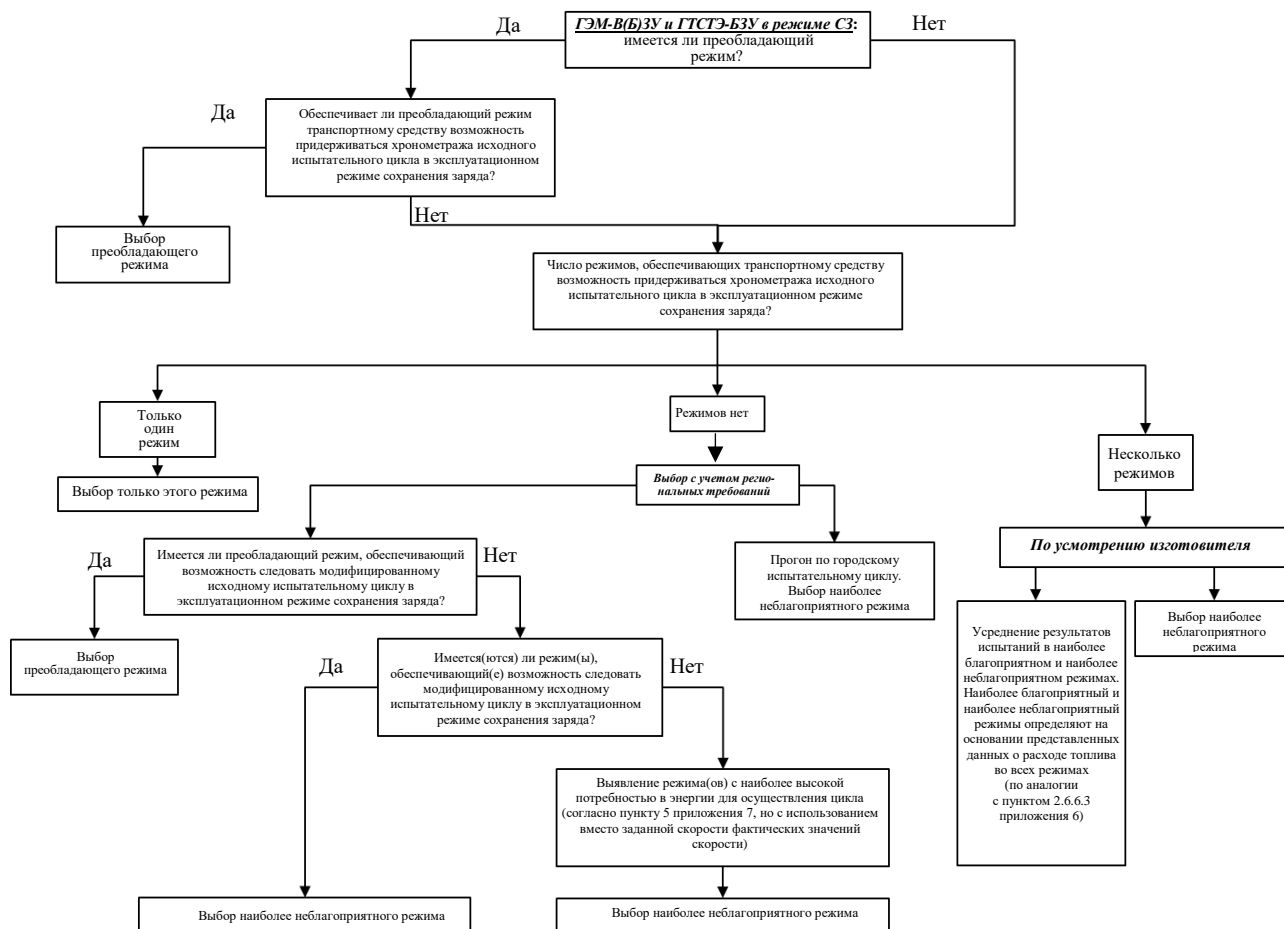 ГЭМ-В(Б)ЗУ и ГТСТЭ-БЗУ в режиме СЗ:
имеется ли преобладающий
режим?
Да
Нет
Обеспечивает ли преобладающий режим
транспортному средству возможность
придерживаться хронометража исходного
испытательного цикла в эксплуатационном
режиме сохранения заряда?
Да
Нет
Выбор
преобладающего
режима
Число режимов, обеспечивающих транспортному средству
возможность придерживаться хронометража исходного
испытательного цикла в эксплуатационном режиме
сохранения заряда?
Только
один
режим
Режимов нет
Несколько
режимов
Выбор только этого режима
Выбор с учетом регио-
нальных требований
По усмотрению изготовителя
Имеется ли преобладающий режим, обеспечивающий
возможность следовать модифицированному
исходному испытательному циклу в
эксплуатационном режиме сохранения заряда?
Да
Нет
Прогон по городскому
испытательному циклу.
Выбор наиболее
неблагоприятного режима
Усреднение результатов
испытаний в наиболее
благоприятном и наиболее
неблагоприятном режимах.
Наиболее благоприятный и
наиболее неблагоприятный
режимы определяют на
основании представленных
данных о расходе топлива
во всех режимах
(по аналогии
с пунктом 2.6.6.3
приложения 6)
Выбор наиболее
неблагоприятного
режима
Выбор
преобладающего режима
Имеется(ются) ли режим(ы),
обеспечивающий(е) возможность следовать
модифицированному исходному
испытательному циклу в эксплуатационном
режиме сохранения заряда?
Да
Нет
Выявление режима(ов) с наиболее высокой
потребностью в энергии для осуществления цикла
(согласно пункту 5 приложения 7, но с использованием
вместо заданной скорости фактических значений
скорости)
Выбор наиболее неблагоприятного режима
Выбор наиболее неблагоприятного режима